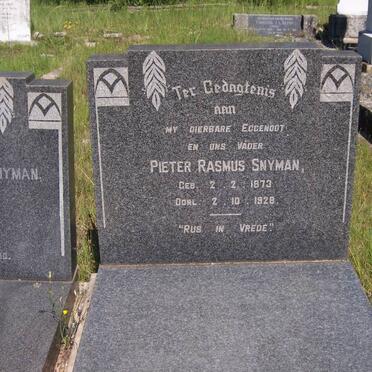 Ter Gedagtenis
aan
MY DIERBARE EGGENOOT
EN ONS VADER
PIETER RASMUS SNYMAN,
GEB. 2 - 2 - 1873
OORL. 2 - 10 - 1928
"RUS IN VREDE."
NYMAN.